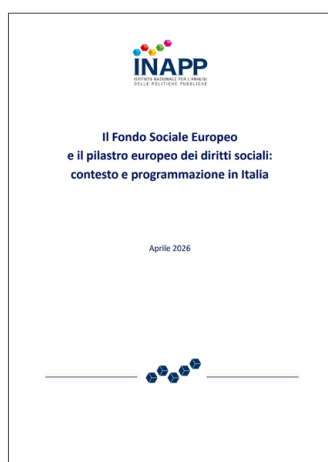 INAPP
ISTITUTO NAZIONALE PER L'ANALISI
DELLE POLITICHE PUBBLICHE
Il Fondo Sociale Europeo
e il pilastro europeo dei diritti sociali:
contesto e programmazione in Italia
Aprile 2026